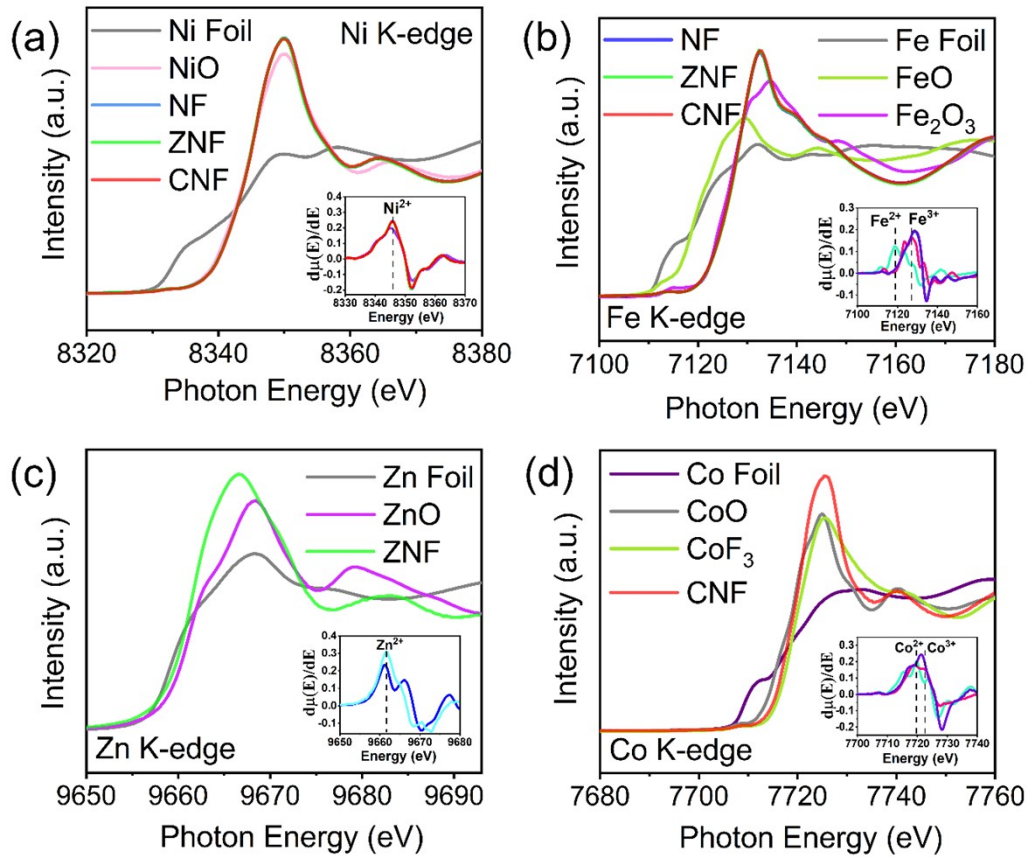 (a)
Ni Foil
NiO
NF
ZNF
CNF
Ni K-edge
Intensity (a.u.)
Ni²⁺
dμ(E)/dE
0.4
0.2
0.0
-0.2
8330 8340 8350 8360 8370
Energy (eV)
8320 8340 8360 8380
Photon Energy (eV)
(b)
NF
ZNF
CNF
Fe Foil
FeO
Fe₂O₃
Intensity (a.u.)
Fe²⁺ Fe³⁺
dμ(E)/dE
0.3
0.2
0.1
0.0
-0.1
7100 7120 7140 7160
Energy (eV)
Fe K-edge
7100 7120 7140 7160 7180
Photon Energy (eV)
(c)
Zn Foil
ZnO
ZNF
Intensity (a.u.)
Zn²⁺
dμ(E)/dE
0.4
0.3
0.2
0.1
0.0
-0.1
9650 9660 9670 9680
Energy (eV)
Zn K-edge
9650 9660 9670 9680 9690
Photon Energy (eV)
(d)
Co Foil
CoO
CoF₃
CNF
Intensity (a.u.)
Co²⁺ Co³⁺
dμ(E)/dE
0.4
0.3
0.2
0.1
0.0
-0.1
-0.2
7700 7710 7720 7730 7740
Energy (eV)
Co K-edge
7680 7700 7720 7740 7760
Photon Energy (eV)